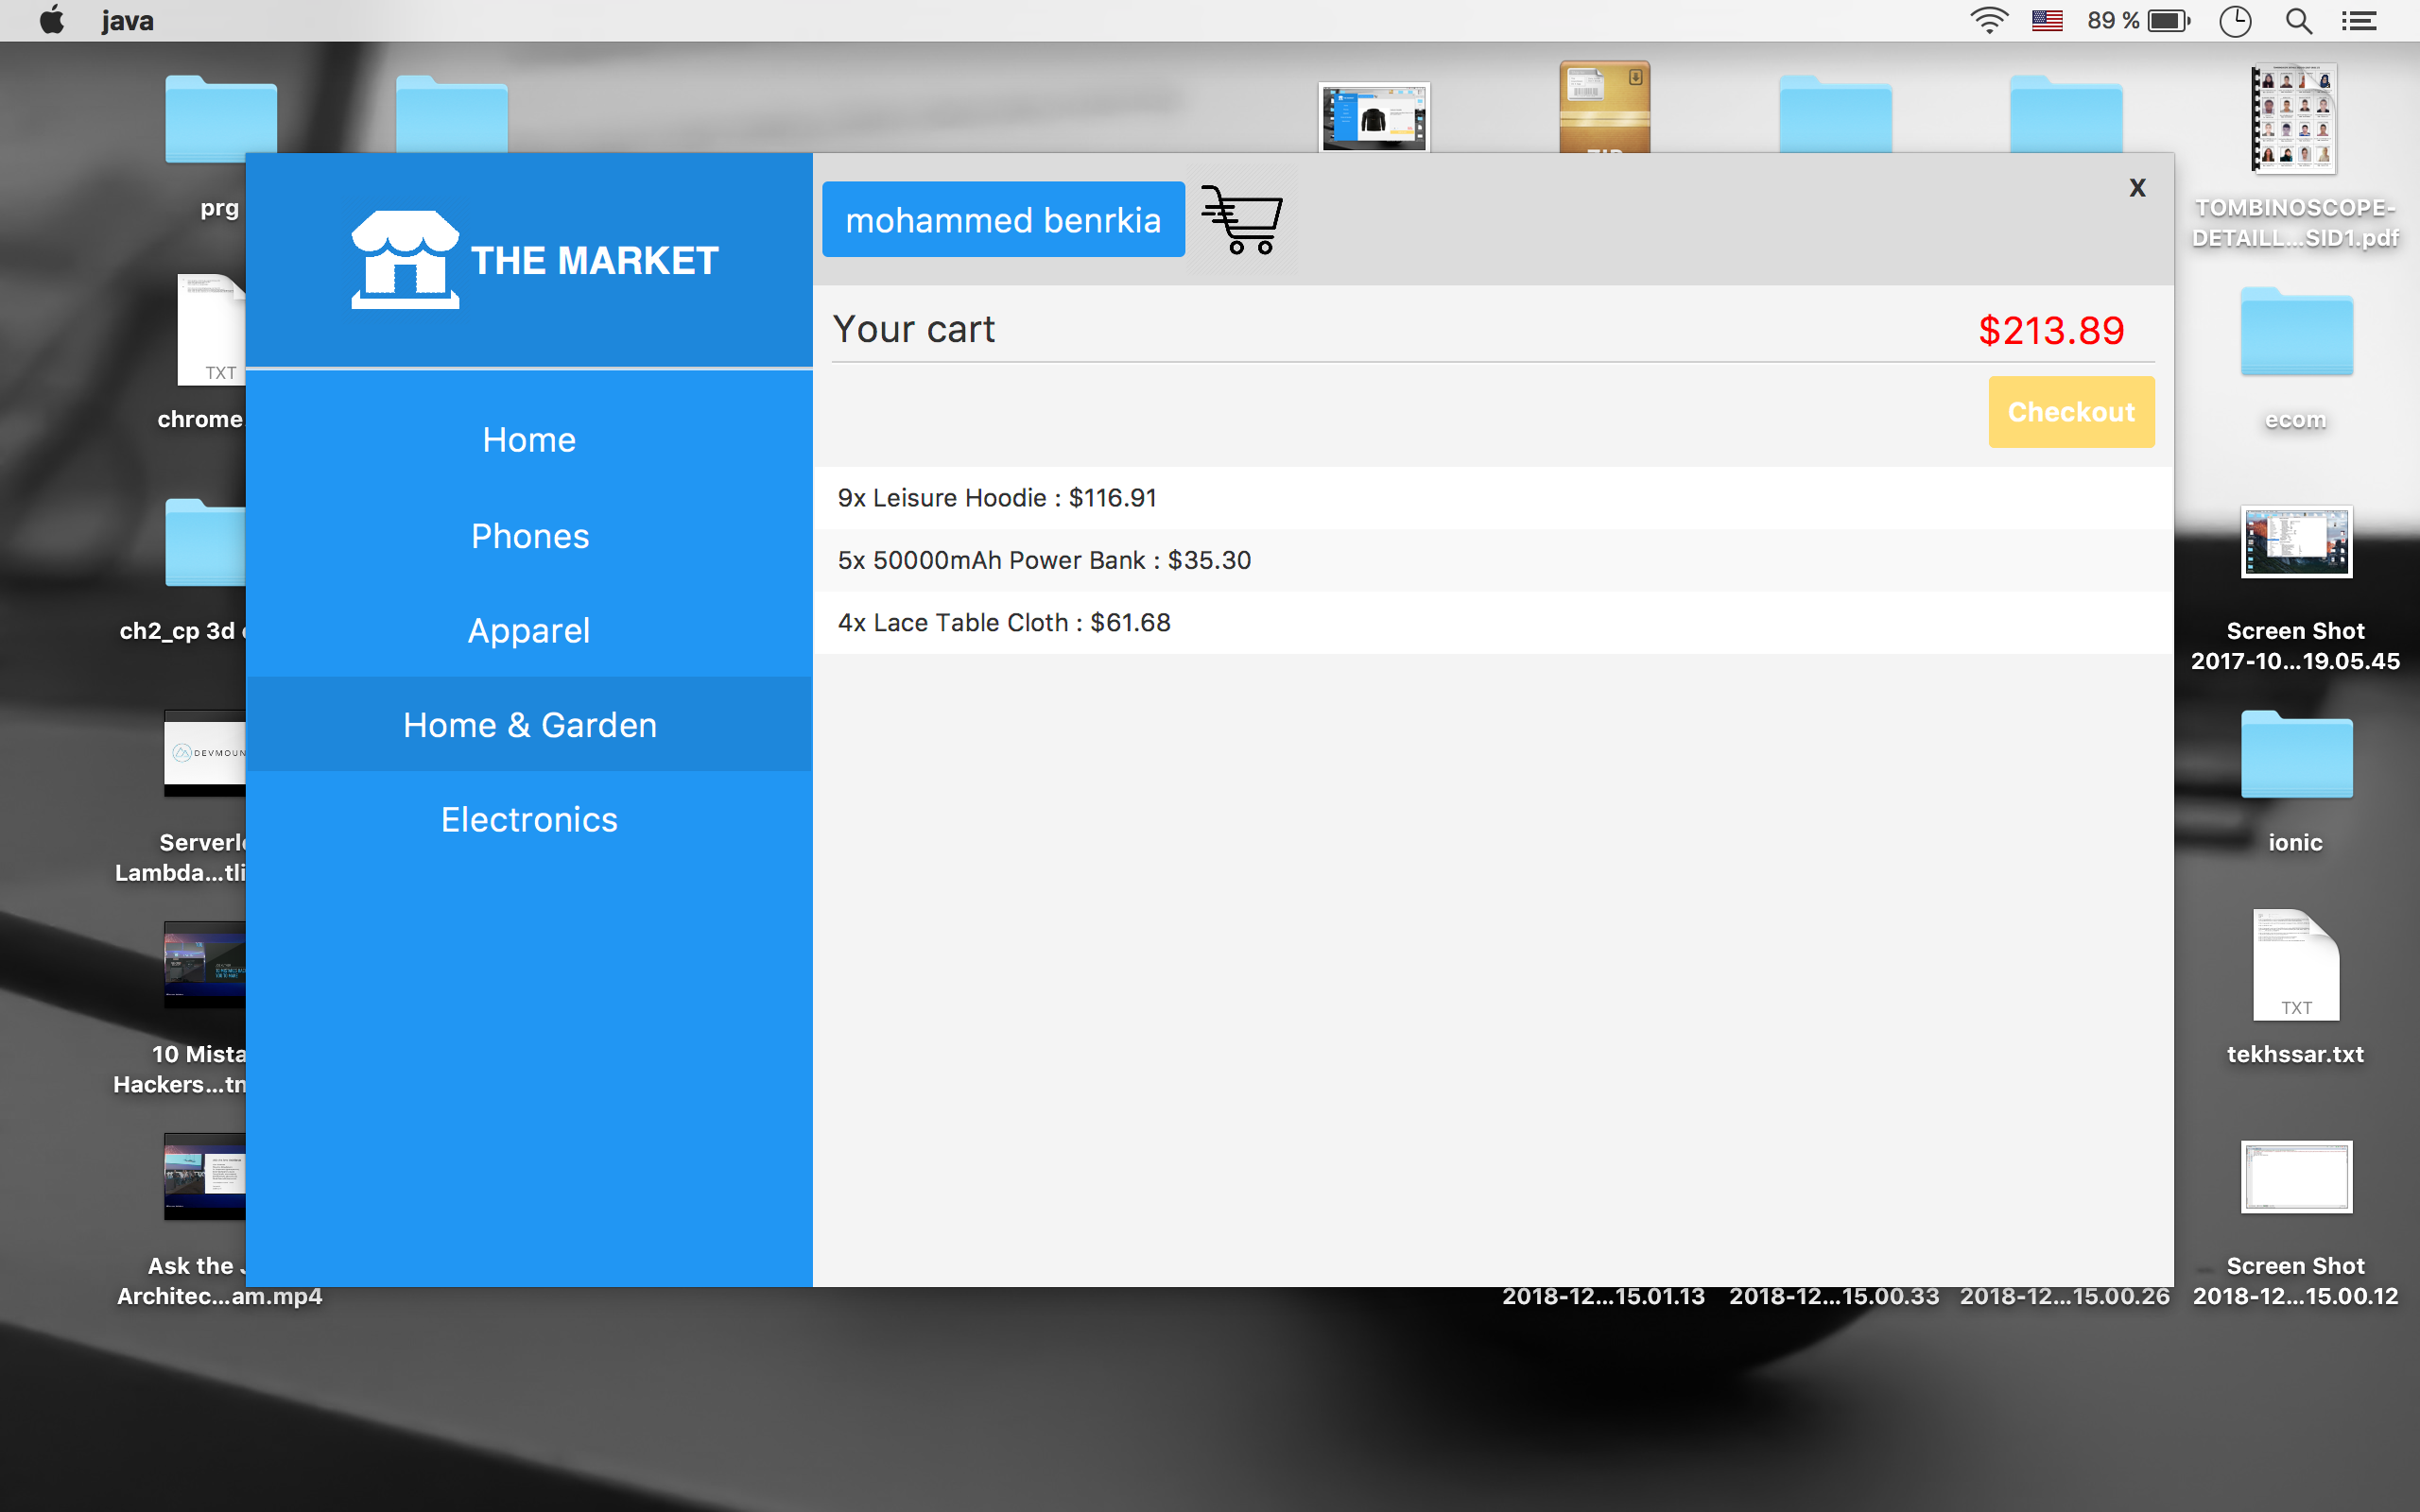 java
89 %
prg
ZIP
TOMBINOSCOPE-
DETAILL...SID1.pdf
THE MARKET
mohammed benrkia
x
Your cart
$213.89
Checkout
TXT
chrome.
ecom
Home
Phones
Apparel
Home & Garden
Electronics
9x Leisure Hoodie : $116.91
5x 50000mAh Power Bank : $35.30
4x Lace Table Cloth : $61.68
ch2_cp 3d
Screen Shot
2017-10...19.05.45
DEVMOUN
ionic
Lambda...tli
TXT
10 Mista
Hackers...tn
tekhssar.txt
Ask the
Architec...am.mp4
2018-12...15.01.13
2018-12...15.00.33
2018-12...15.00.26
Screen Shot
2018-12...15.00.12